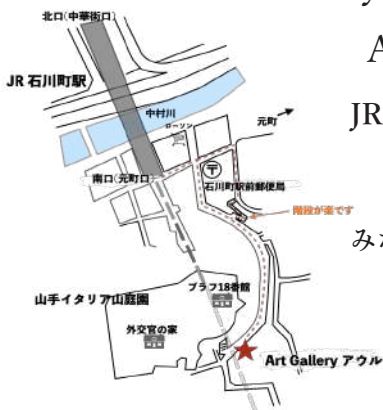 北口(中華街口)
JR 石川町駅
中村川
ローソン
元町
JR
南口(元町口)
〒
石川町駅前郵便局
階段が楽です
ブラフ18番館
山手イタリア山庭園
外交官の家
Art Gallery アウル